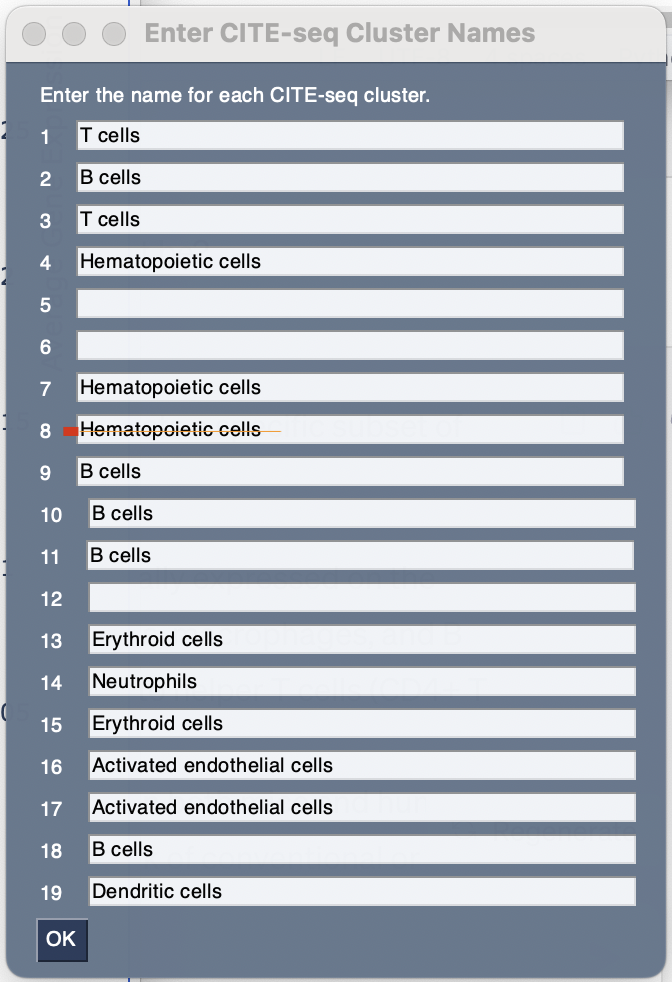 Enter CITE-seq Cluster Names
Enter the name for each CITE-seq cluster.
1 T cells
2 B cells
3 T cells
4 Hematopoietic cells
5
6
7 Hematopoietic cells
8 Hematopoietic cells
9 B cells
10 B cells
11 B cells
12
13 Erythroid cells
14 Neutrophils
15 Erythroid cells
16 Activated endothelial cells
17 Activated endothelial cells
18 B cells
19 Dendritic cells
OK